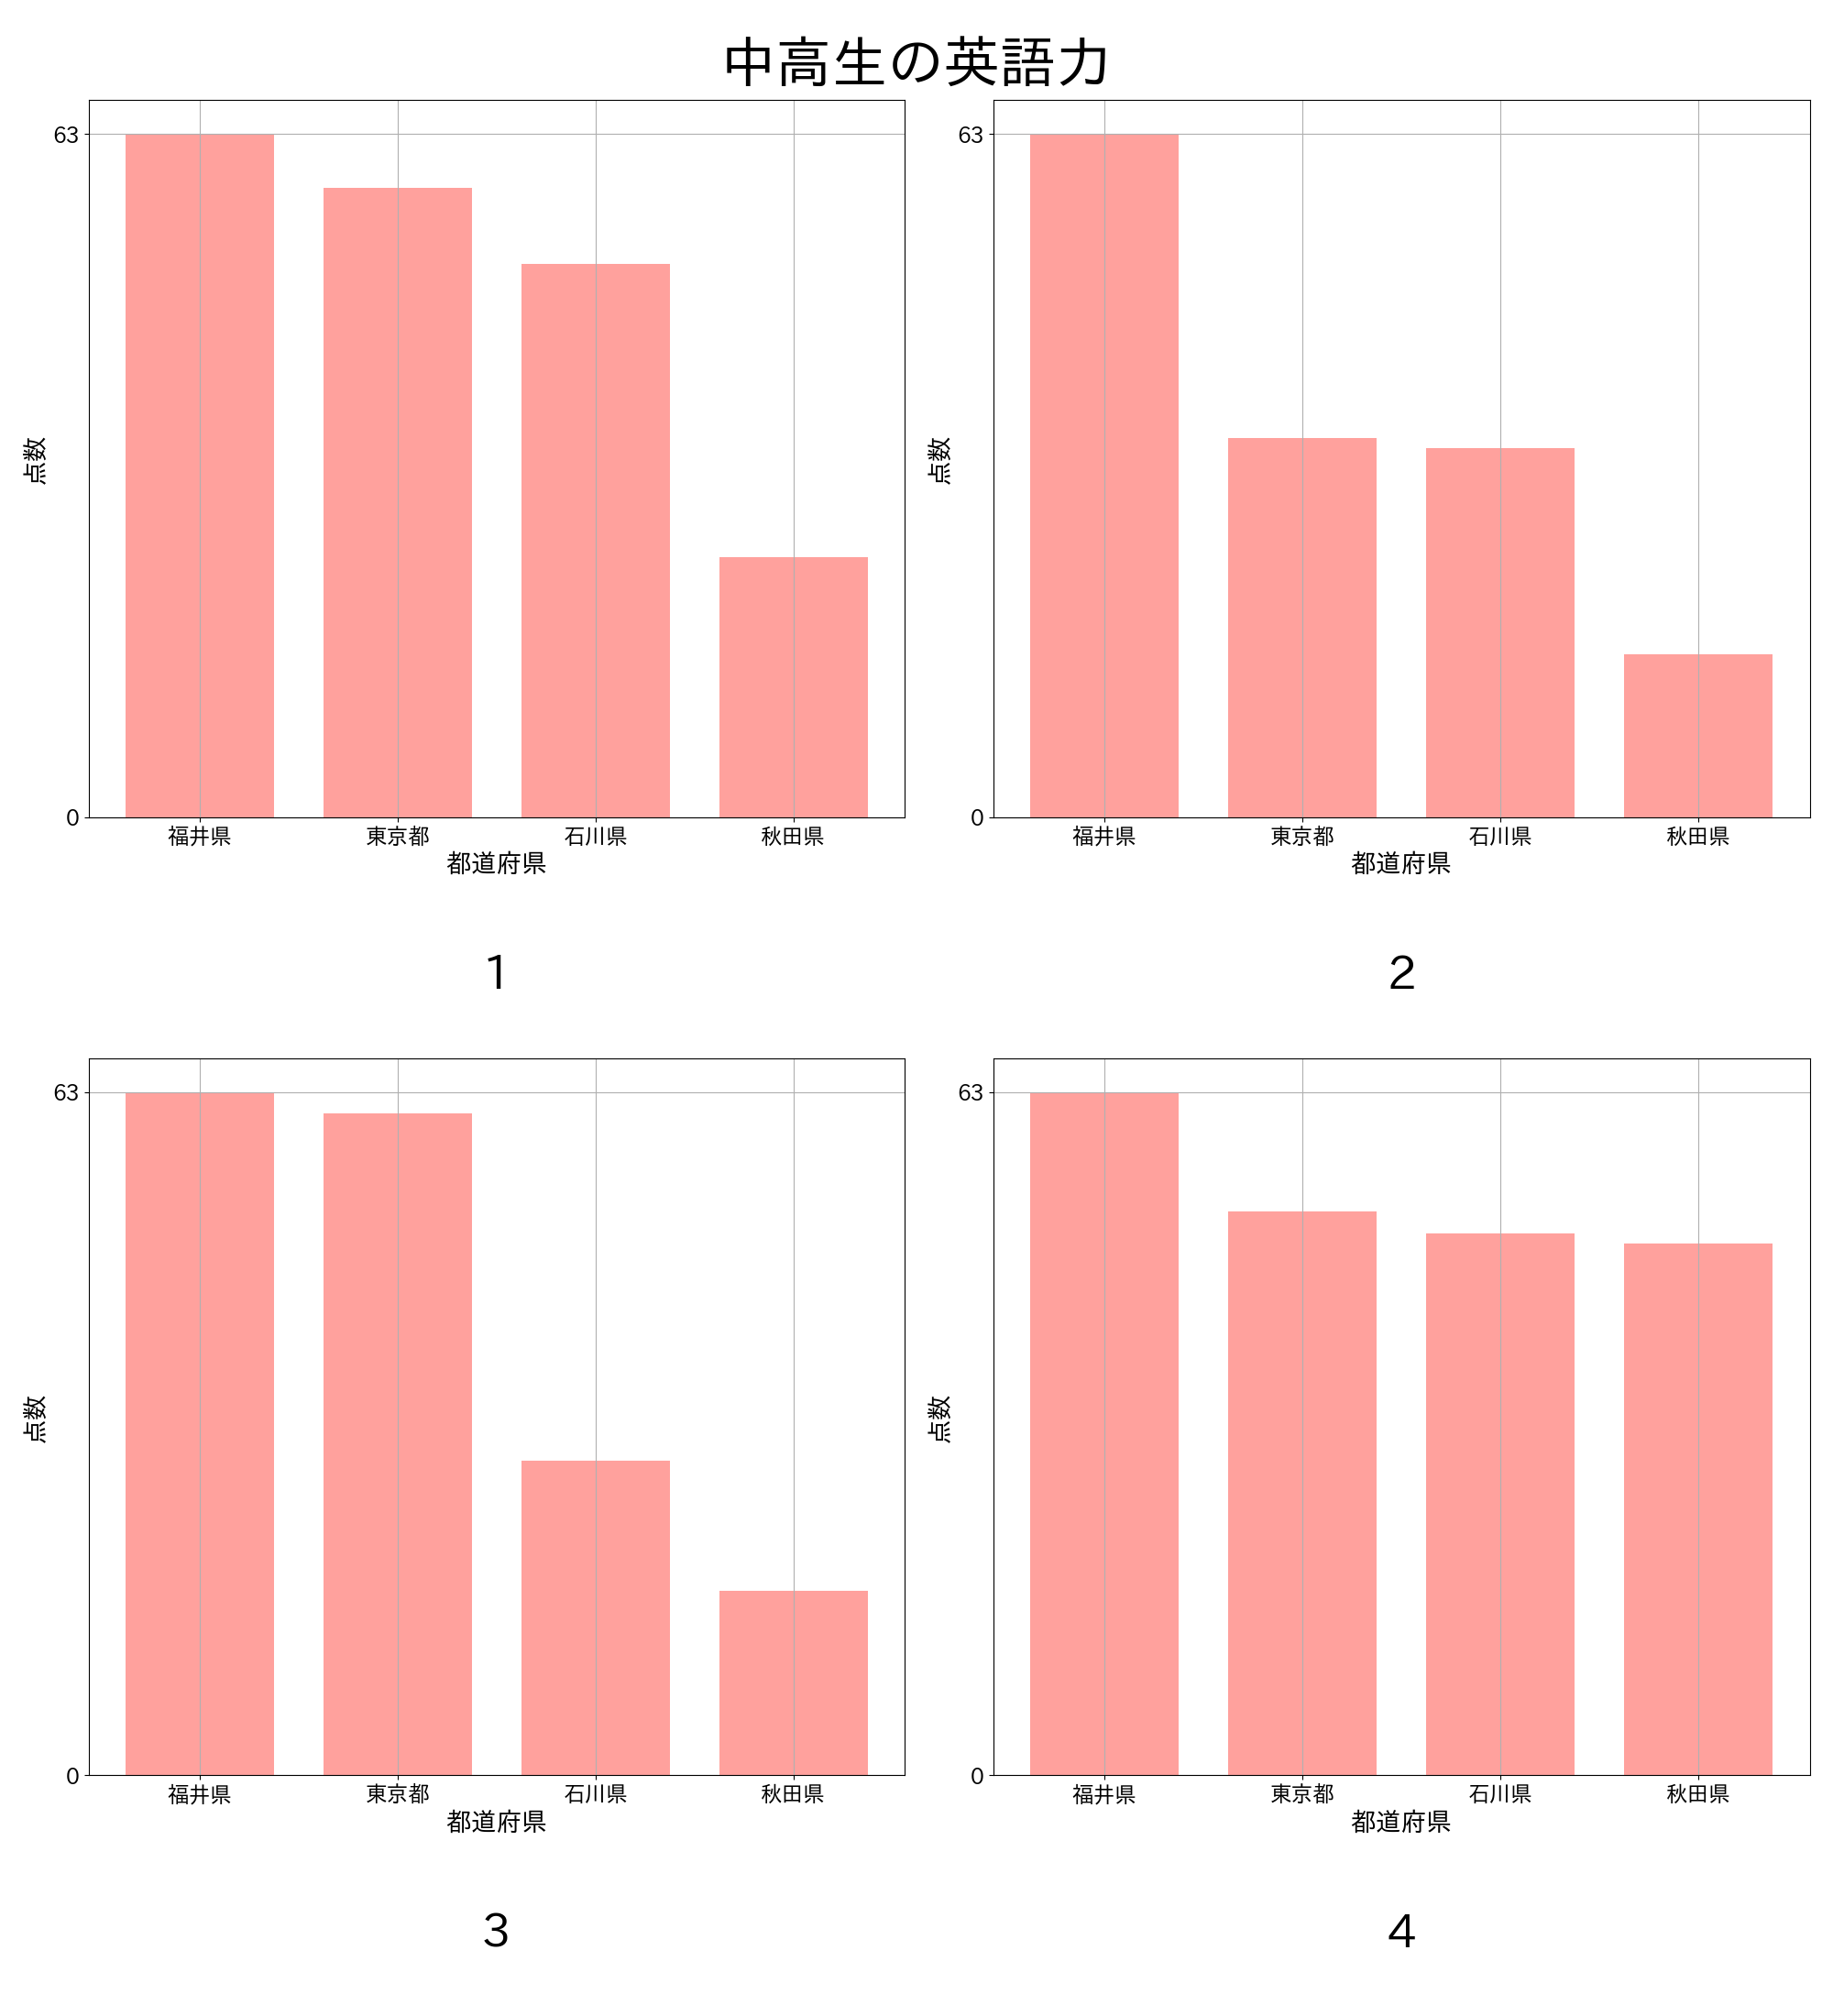 中高生の英語力
63
点数
0
福井県 東京都 石川県 秋田県
都道府県
1
63
点数
0
福井県 東京都 石川県 秋田県
都道府県
2
63
点数
0
福井県 東京都 石川県 秋田県
都道府県
3
63
点数
0
福井県 東京都 石川県 秋田県
都道府県
4